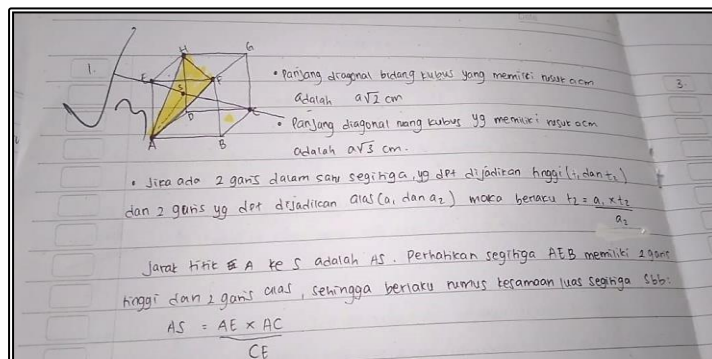 1.
3.
H
G
E
F
S
D
C
A
B
• Panjang diagonal bidang kubus yang memiliki rusuk a cm
adalah a√2 cm
• Panjang diagonal ruang kubus yg memiliki rusuk a cm
adalah a√3 cm.
• Jika ada 2 garis dalam satu segitiga, yg dpt dijadikan tinggi (t, dan t₂)
dan 2 garis yg dpt dijadikan alas (a, dan a₂) maka berlaku t₂ = a, x t₂
a₂
Jarak titik A ke S adalah AS. Perhatikan segitiga AEB memiliki 2 garis
tinggi dan 2 garis alas, sehingga berlaku rumus kesamaan luas segitiga sbb:
AS = AE × AC
CE